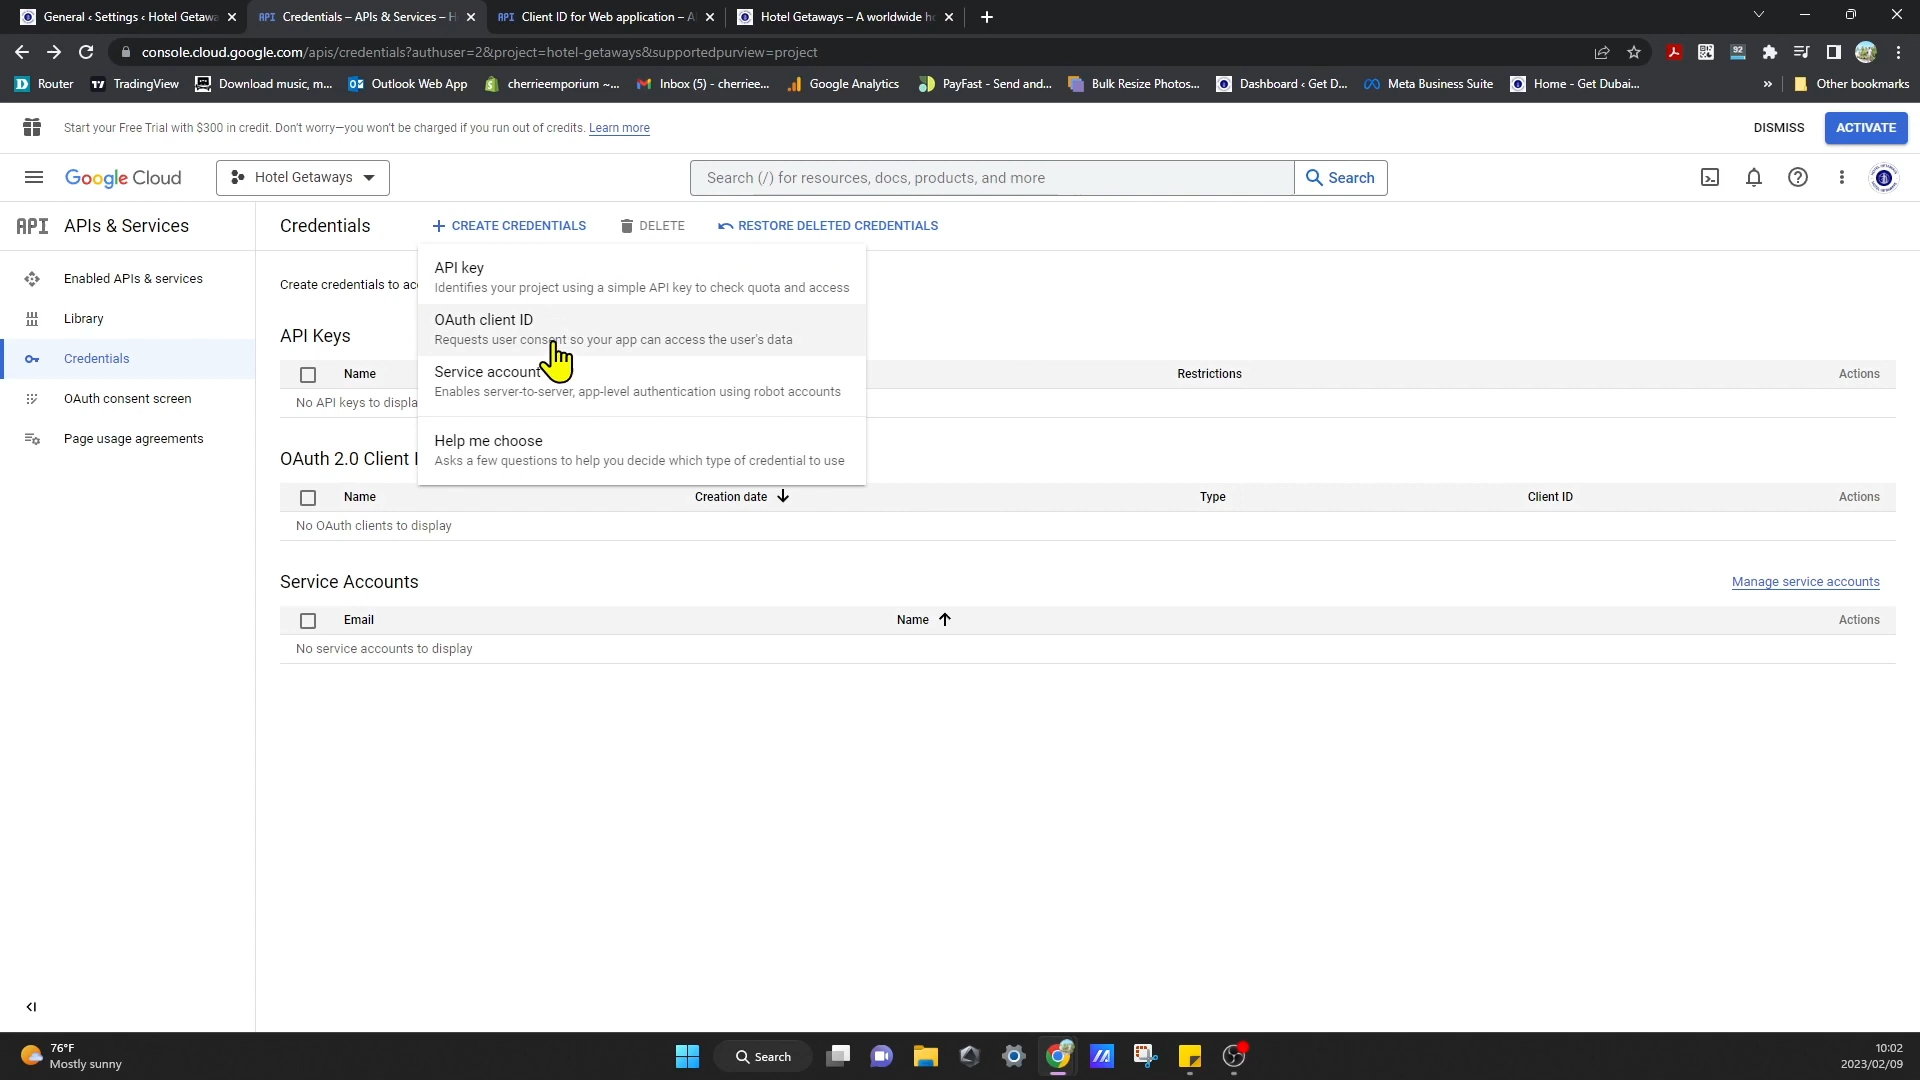 General ‹ Settings ‹ Hotel Getawa
API Credentials – APIs & Services – H
API Client ID for Web application – A
Hotel Getaways – A worldwide h
console.cloud.google.com/apis/credentials?authuser=2&project=hotel-getaways&supportedpurview=project
92
Router
TradingView
Download music, m...
Outlook Web App
cherrieemporium ~...
Inbox (5) - cherriee...
Google Analytics
PayFast - Send and...
Bulk Resize Photos...
Dashboard ‹ Get D...
Meta Business Suite
Home - Get Dubai...
»
Other bookmarks
Start your Free Trial with $300 in credit. Don't worry—you won't be charged if you run out of credits. Learn more
DISMISS
ACTIVATE
Google Cloud
Hotel Getaways
Search (/) for resources, docs, products, and more
Search
API APIs & Services
Credentials
+ CREATE CREDENTIALS
DELETE
RESTORE DELETED CREDENTIALS
Enabled APIs & services
Library
Credentials
OAuth consent screen
Page usage agreements
Create credentials to ac
API key
Identifies your project using a simple API key to check quota and access
OAuth client ID
Requests user consent so your app can access the user's data
Service account
Enables server-to-server, app-level authentication using robot accounts
Help me choose
Asks a few questions to help you decide which type of credential to use
API Keys
Name
Restrictions
Actions
No API keys to displa
OAuth 2.0 Client I
Name
Creation date
Type
Client ID
Actions
No OAuth clients to display
Service Accounts
Manage service accounts
Email
Name
Actions
No service accounts to display
76°F
Mostly sunny
Search
10:02
2023/02/09